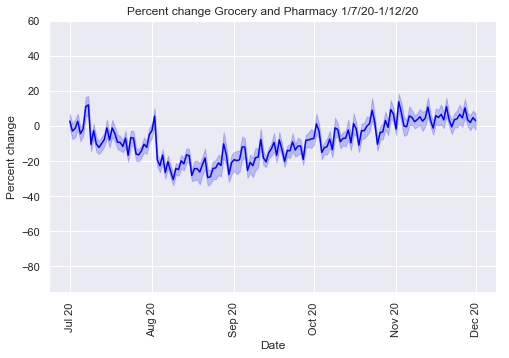 Percent change Grocery and Pharmacy 1/7/20-1/12/20
60
40
20
0
−20
−40
−60
−80
Percent change
Jul 20
Aug 20
Sep 20
Oct 20
Nov 20
Dec 20
Date